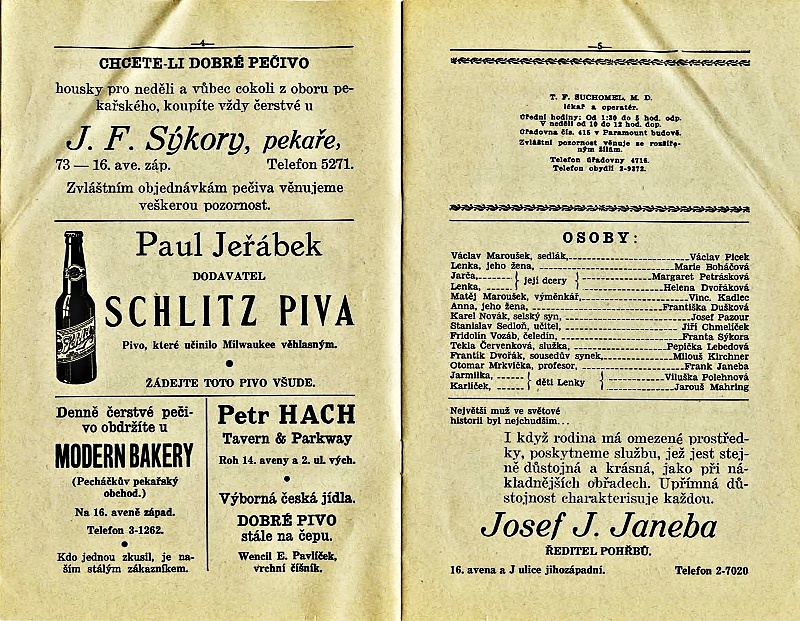 — 4 —
CHCETE-LI DOBRÉ PEČIVO
housky pro neděli a vůbec cokoli z oboru pe-
kařského, koupíte vždy čerstvé u
J. F. Sýkory, pekaře,
73 — 16. ave. záp. Telefon 5271.
Zvláštním objednávkám pečiva věnujeme
veškerou pozornost.
Paul Jeřábek
DODAVATEL
SCHLITZ PIVA
Pivo, které učinilo Milwaukee věhlasným.
ŽÁDEJTE TOTO PIVO VŠUDE.
Schlitz
Denně čerstvé peči-
vo obdržíte u
MODERN BAKERY
(Pecháčkův pekařský
obchod.)
Na 16. aveně západ.
Telefon 3-1262.
Kdo jednou zkusil, je na-
šim stálým zákazníkem.
Petr HACH
Tavern & Parkway
Roh 14. aveny a 2. ul. vých.
Výborná česká jídla.
DOBRÉ PIVO
stále na čepu.
Wencil E. Pavlíček,
vrchní číšník.
— 5 —
T. F. SUCHOMEL, M. D.
lékař a operatér.
Úřední hodiny: Od 1:30 do 5 hod. odp.
V neděli od 10 do 12 hod. dop.
Úřadovna čís. 415 v Paramount budově.
Zvláštní pozornost věnuje se rozšíře-
ným žilám.
Telefon úřadovny 4716.
Telefon obydlí 2-9272.
OSOBY:
Václav Maroušek, sedlák, Václav Plcek
Lenka, jeho žena, Marie Boháčová
Jarča, Margaret Petrásková
} její dcery {
Lenka, Helena Dvořáková
Matěj Maroušek, výměnkář, Vinc. Kadlec
Anna, jeho žena, Františka Dušková
Karel Novák, selský syn, Josef Pazour
Stanislav Sedloň, učitel, Jiří Chmelíček
Fridolín Vozáb, čeledín, Franta Sýkora
Tekla Červenková, služka, Pepička Lebedová
Frantík Dvořák, sousedův synek, Milouš Kirchner
Otomar Mrkvička, profesor, Frank Janeba
Jarmilka, Viluška Polehnová
} děti Lenky {
Karlíček, Jarouš Mahring
Největší muž ve světové
historii byl nejchudším...
I když rodina má omezené prostřed-
ky, poskytneme službu, jež jest stej-
ně důstojná a krásná, jako při ná-
kladnějších obřadech. Upřímná dů-
stojnost charakterisuje každou.
Josef J. Janeba
ŘEDITEL POHŘBŮ.
16. avena a J ulice jihozápadní. Telefon 2-7020